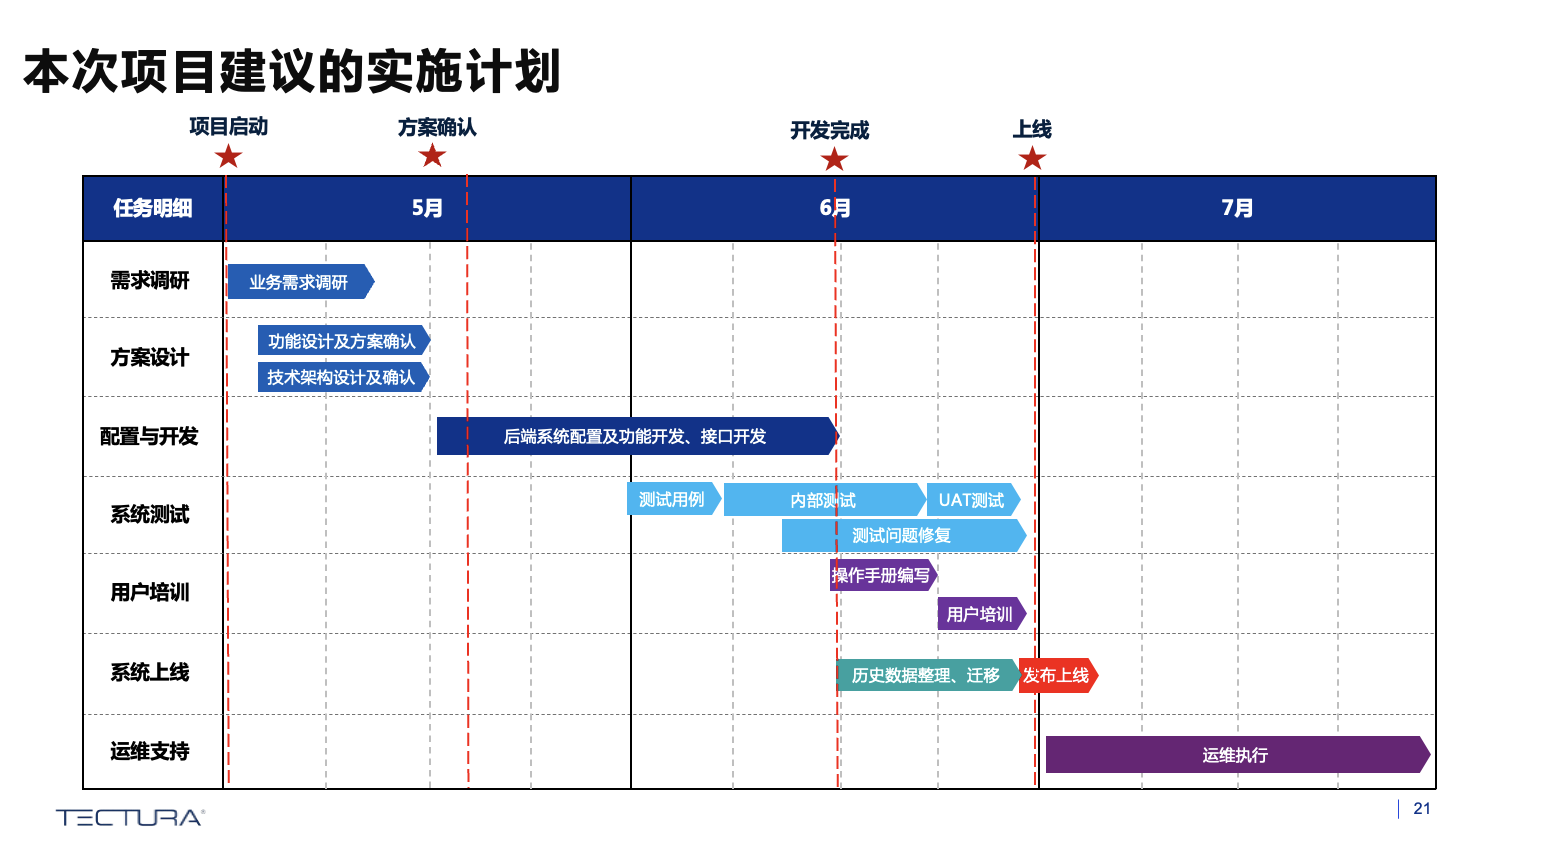 本次项目建议的实施计划
项目启动
方案确认
开发完成
上线
任务明细
5月
6月
7月
需求调研
业务需求调研
方案设计
功能设计及方案确认
技术架构设计及确认
配置与开发
后端系统配置及功能开发、接口开发
系统测试
测试用例
内部测试
UAT测试
测试问题修复
用户培训
操作手册编写
用户培训
系统上线
历史数据整理、迁移
发布上线
运维支持
运维执行
TECTURA®
21